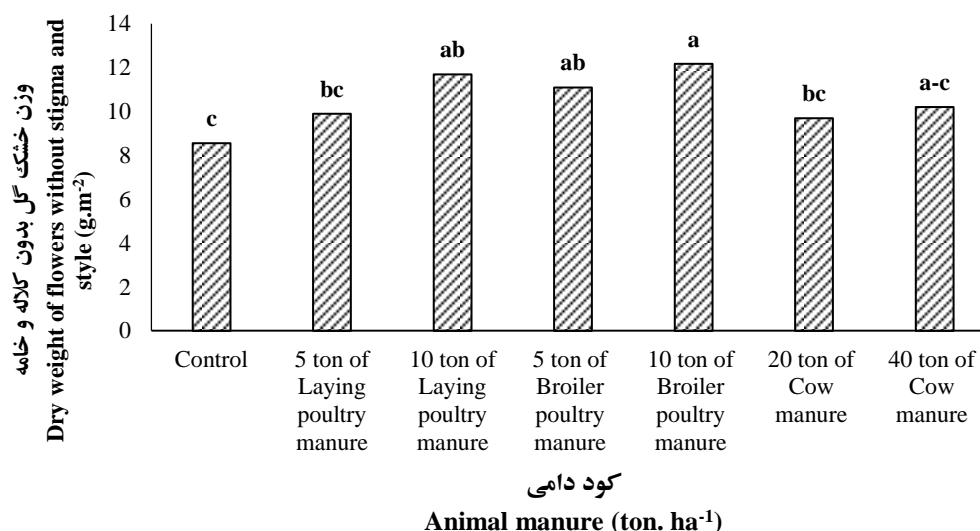 وزن خشک گل بدون کلاله و خامه
Dry weight of flowers without stigma and
style (g.m-2)
14
12
10
8
6
4
2
0
c
bc
ab
ab
a
bc
a-c
Control
5 ton of
Laying
poultry
manure
10 ton of
Laying
poultry
manure
5 ton of
Broiler
poultry
manure
10 ton of
Broiler
poultry
manure
20 ton of
Cow
manure
40 ton of
Cow
manure
کود دامی
Animal manure (ton. ha-1)